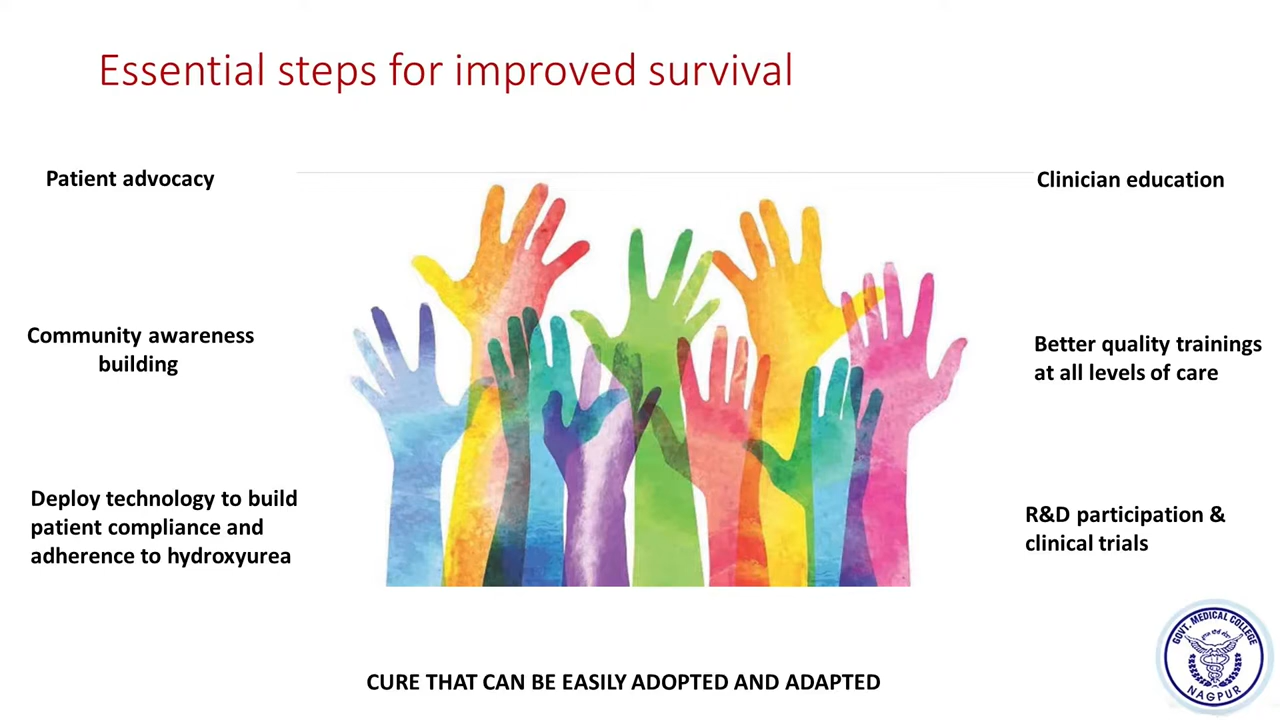 Essential steps for improved survival
Patient advocacy
Clinician education
Community awareness
building
Better quality trainings
at all levels of care
Deploy technology to build
patient compliance and
adherence to hydroxyurea
R&D participation &
clinical trials
CURE THAT CAN BE EASILY ADOPTED AND ADAPTED
GOVT. MEDICAL COLLEGE
NAGPUR